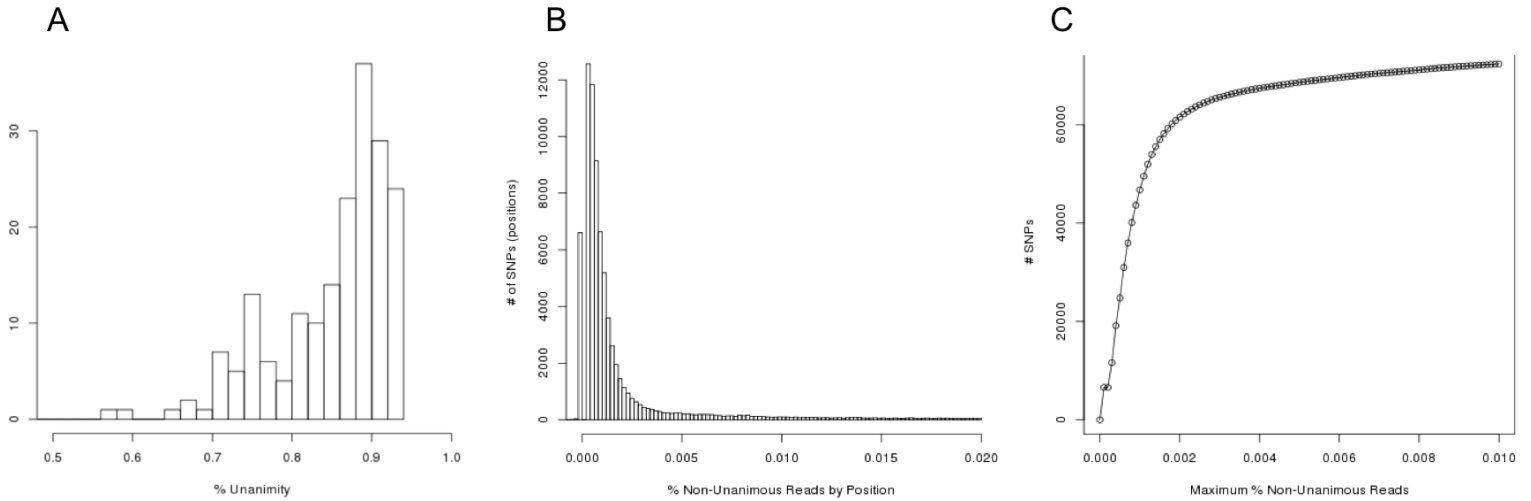 A
0
10
20
30
0.5 0.6 0.7 0.8 0.9 1.0
% Unanimity
B
# of SNPs (positions)
0 2000 4000 6000 8000 10000 12000
0.000 0.005 0.010 0.015 0.020
% Non-Unanimous Reads by Position
C
# SNPs
0 20000 40000 60000
0.000 0.002 0.004 0.006 0.008 0.010
Maximum % Non-Unanimous Reads